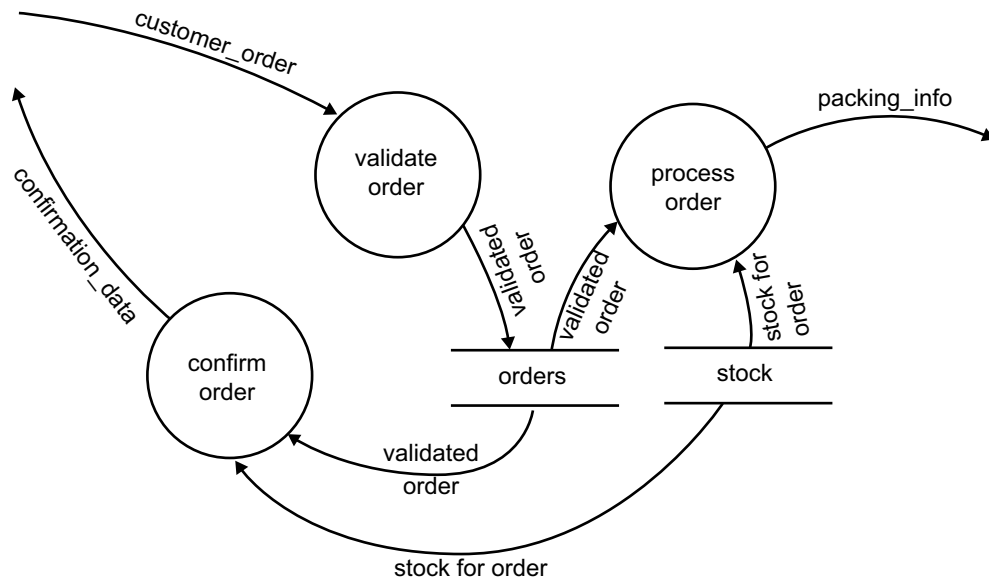 customer_order
packing_info
validate
order
process
order
confirmation_data
validated
order
validated
order
stock for
order
confirm
order
orders
stock
validated
order
stock for order